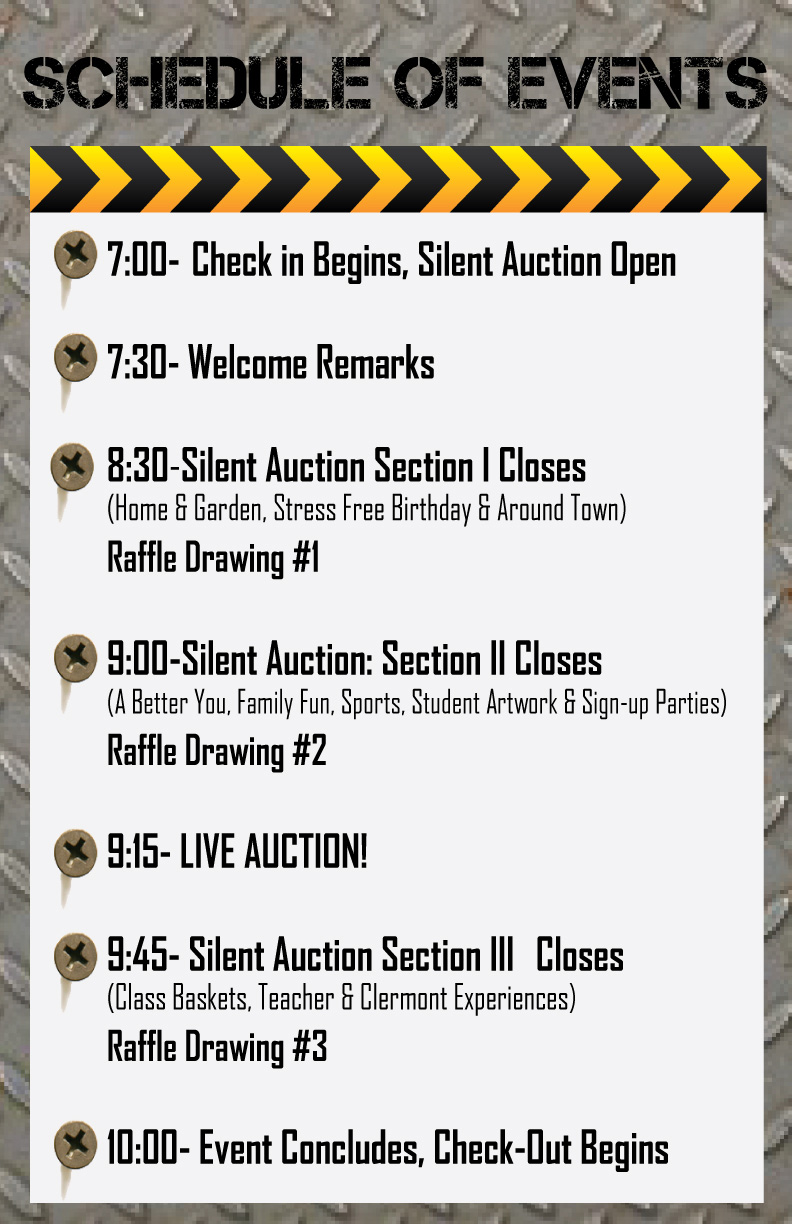 SCHEDULE OF EVENTS
7:00- Check in Begins, Silent Auction Open
7:30- Welcome Remarks
8:30-Silent Auction Section I Closes
(Home & Garden, Stress Free Birthday & Around Town)
Raffle Drawing #1
9:00-Silent Auction: Section II Closes
(A Better You, Family Fun, Sports, Student Artwork & Sign-up Parties)
Raffle Drawing #2
9:15- LIVE AUCTION!
9:45- Silent Auction Section III Closes
(Class Baskets, Teacher & Clermont Experiences)
Raffle Drawing #3
10:00- Event Concludes, Check-Out Begins